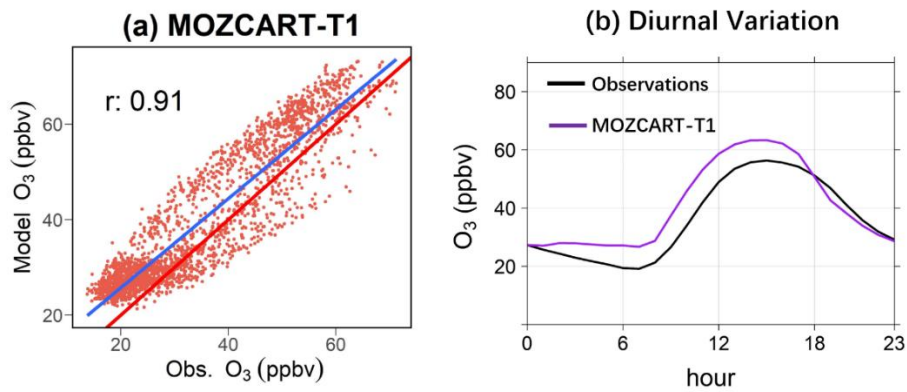 (a) MOZCART-T1
r: 0.91
Model O₃ (ppbv)
60
40
20
20 40 60
Obs. O₃ (ppbv)
(b) Diurnal Variation
Observations
MOZCART-T1
O₃ (ppbv)
80
60
40
20
0 6 12 18 23
hour